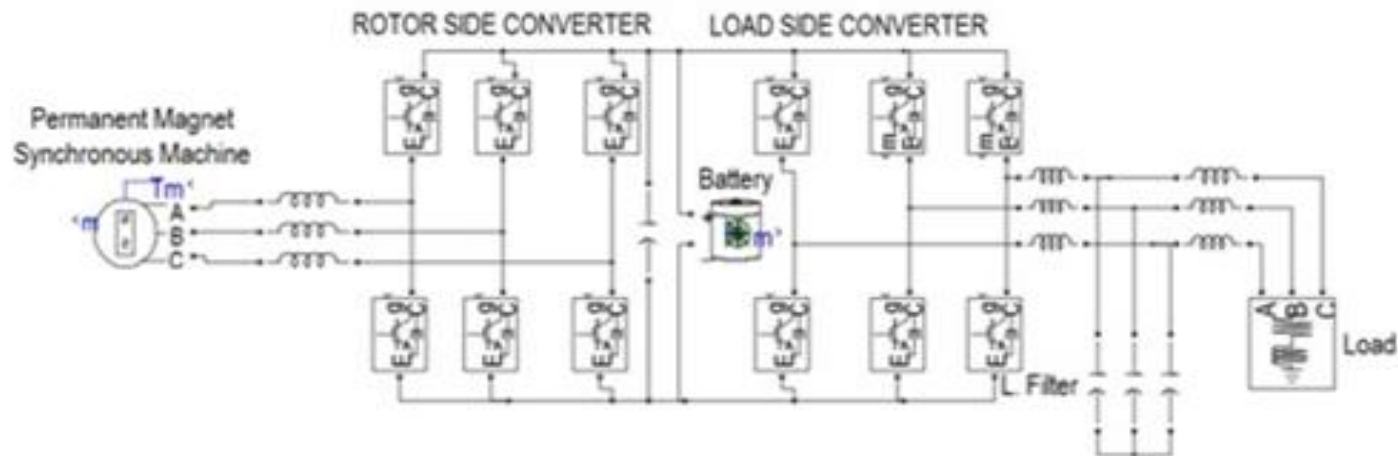 ROTOR SIDE CONVERTER
LOAD SIDE CONVERTER
Permanent Magnet
Synchronous Machine
Tm
m
A
B
C
Battery
m
g C
E
g C
E
g C
E
g C
E
g C
m E
g C
m E
g C
E
g C
E
g C
E
g C
E
g C
E
g C
E
L. Filter
A B C
Load